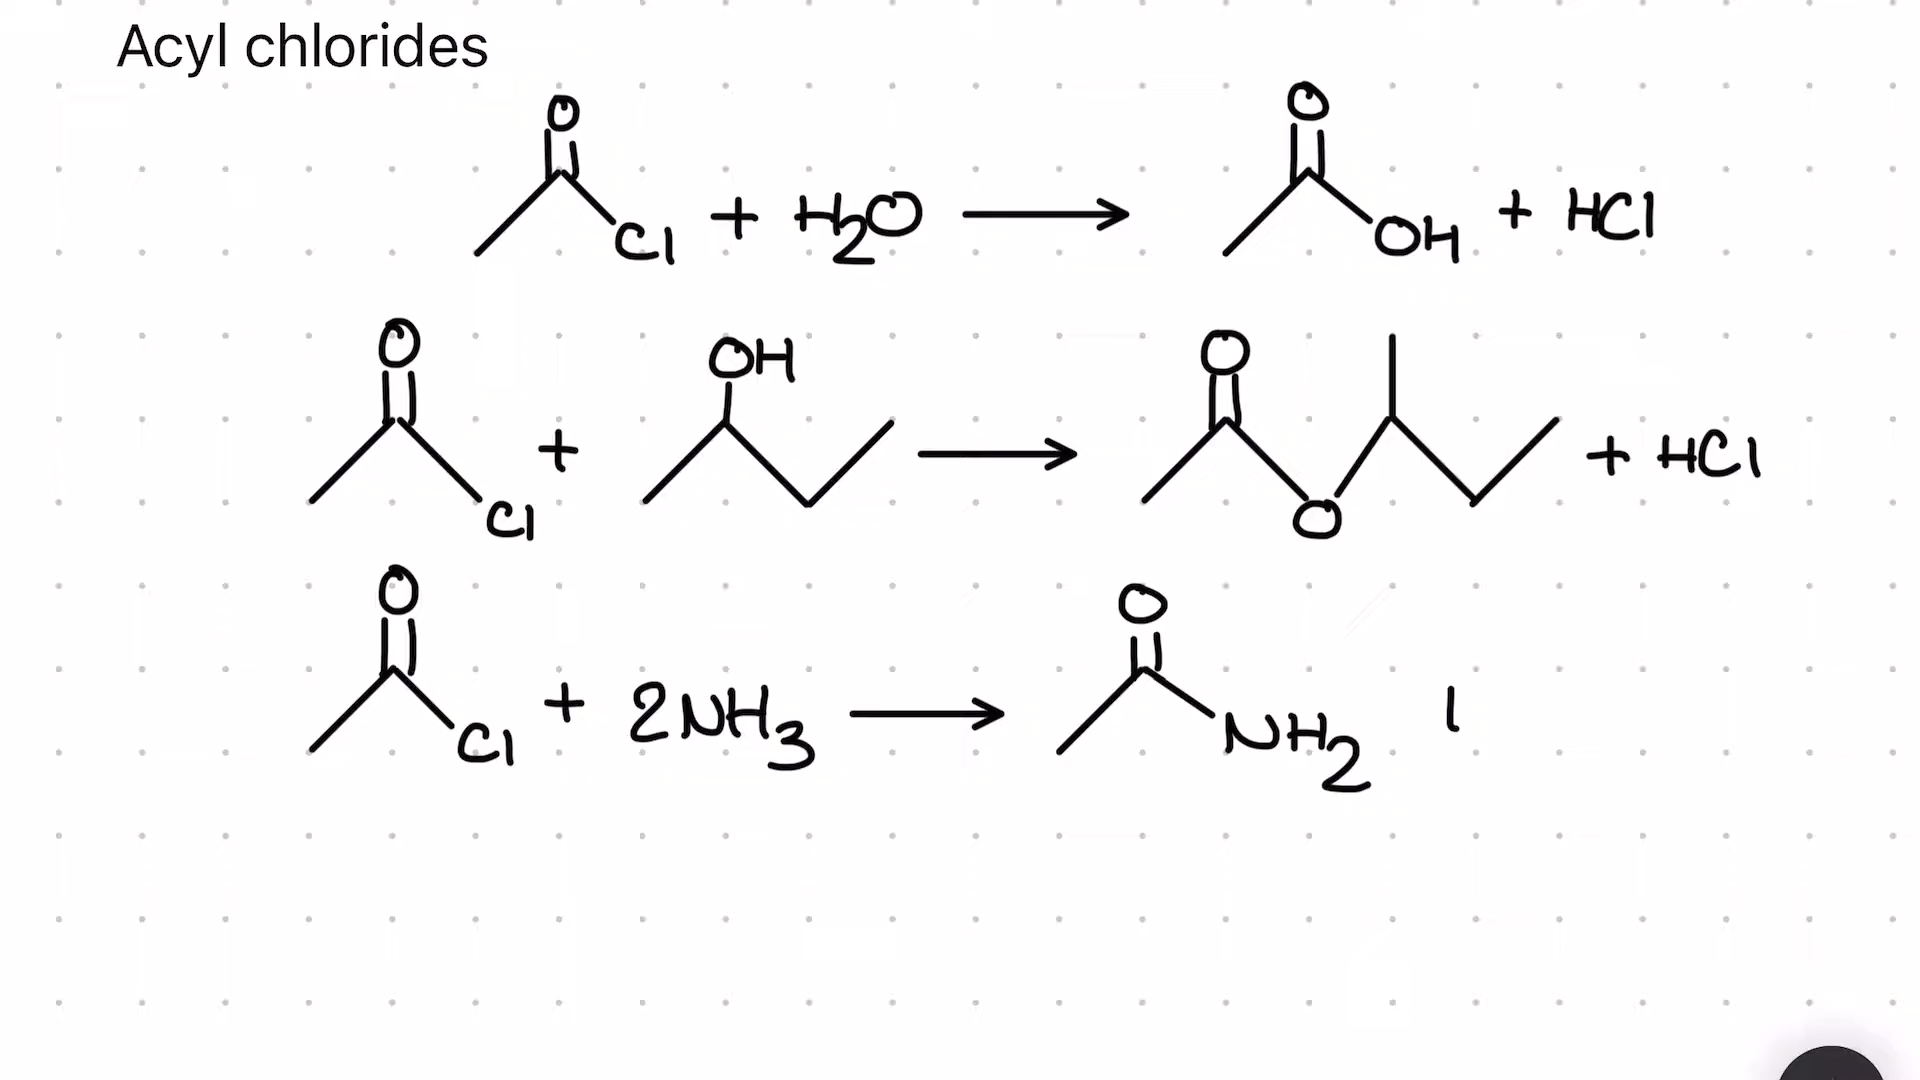 Acyl chlorides
O Cl + H2O → O OH + HCl
O Cl + OH → O O + HCl
O Cl + 2NH3 → O NH2